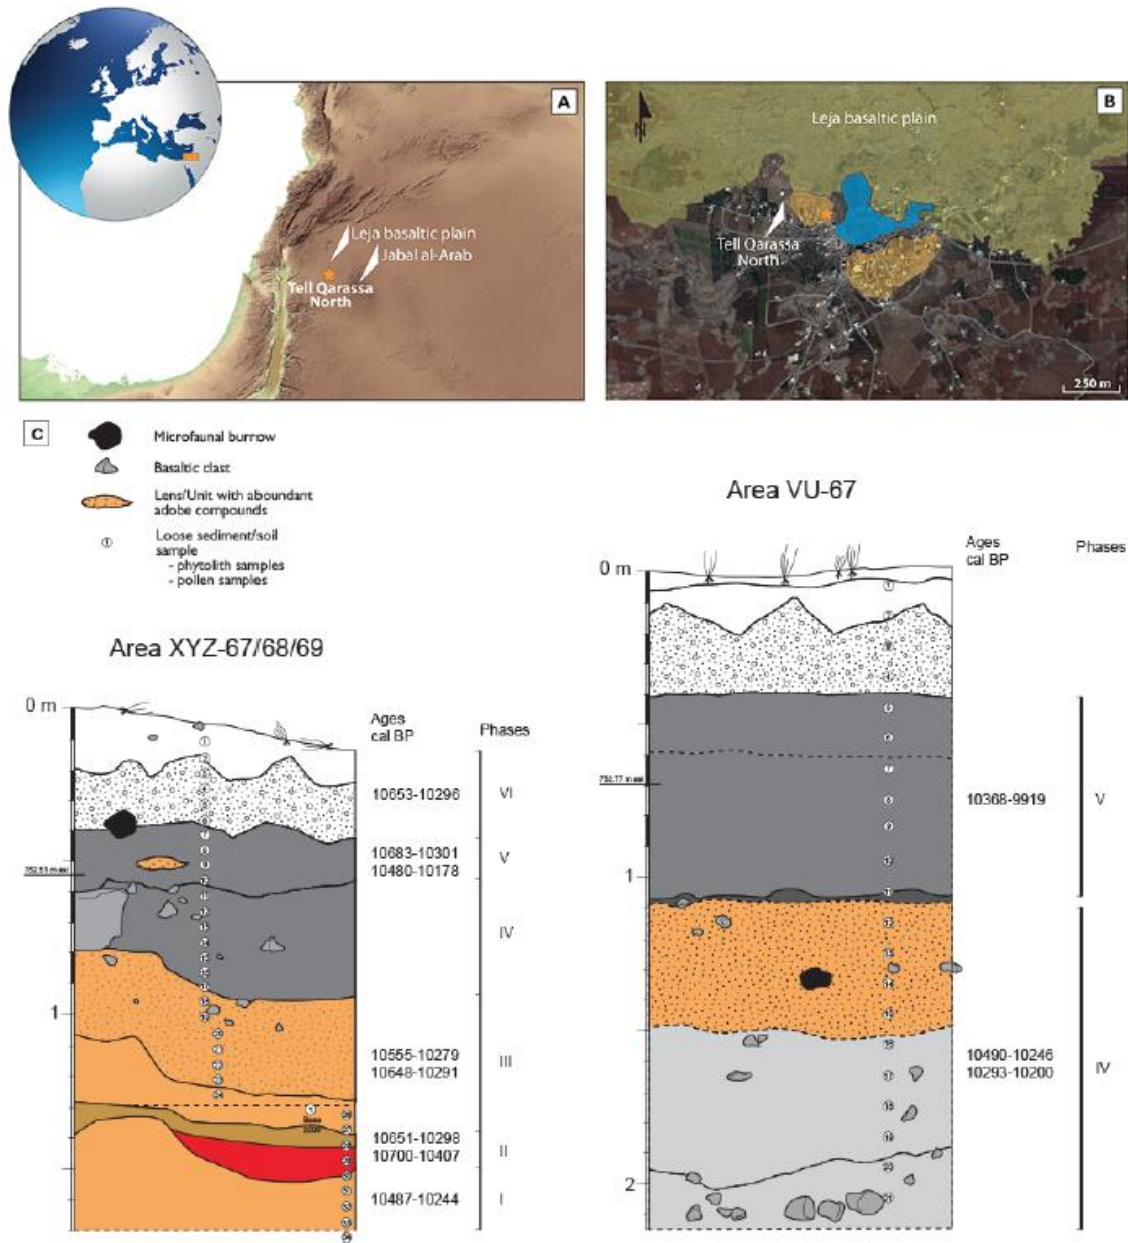 A
Leja basaltic plain
Jabal al-Arab
Tell Qarassa
North
B
Leja basaltic plain
Tell Qarassa
North
250 m
C
Microfaunal burrow
Basaltic clast
Lens/Unit with aboundant
adobe compounds
Loose sediment/soil
sample
- phytolith samples
- pollen samples
Area XYZ-67/68/69
0 m
Ages
cal BP
Phases
10653-10296
VI
10683-10301
10480-10178
V
IV
1
10555-10279
10648-10291
III
10651-10298
10700-10407
II
10487-10244
I
Area VU-67
Ages
cal BP
Phases
0 m
752.77 m asl
10368-9919
V
1
10490-10246
10293-10200
IV
2